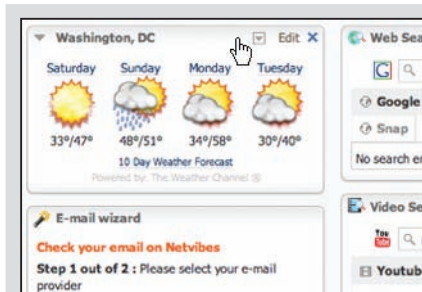 Washington, DC Edit
Saturday Sunday Monday Tuesday
33°/47° 48°/51° 34°/58° 30°/40°
10 Day Weather Forecast
Powered by: The Weather Channel ®
E-mail wizard
Check your email on Netvibes
Step 1 out of 2 : Please select your e-mail
provider
Web Sea
G
Google
Snap
No search en
Video Se
You
Tube
Youtub